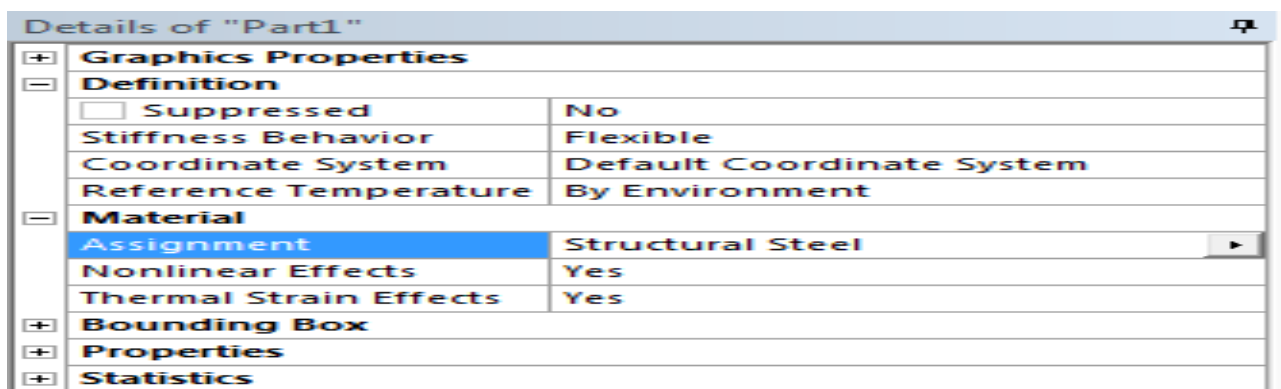 Details of "Part1"
Graphics Properties
Definition
Suppressed No
Stiffness Behavior Flexible
Coordinate System Default Coordinate System
Reference Temperature By Environment
Material
Assignment Structural Steel
Nonlinear Effects Yes
Thermal Strain Effects Yes
Bounding Box
Properties
Statistics